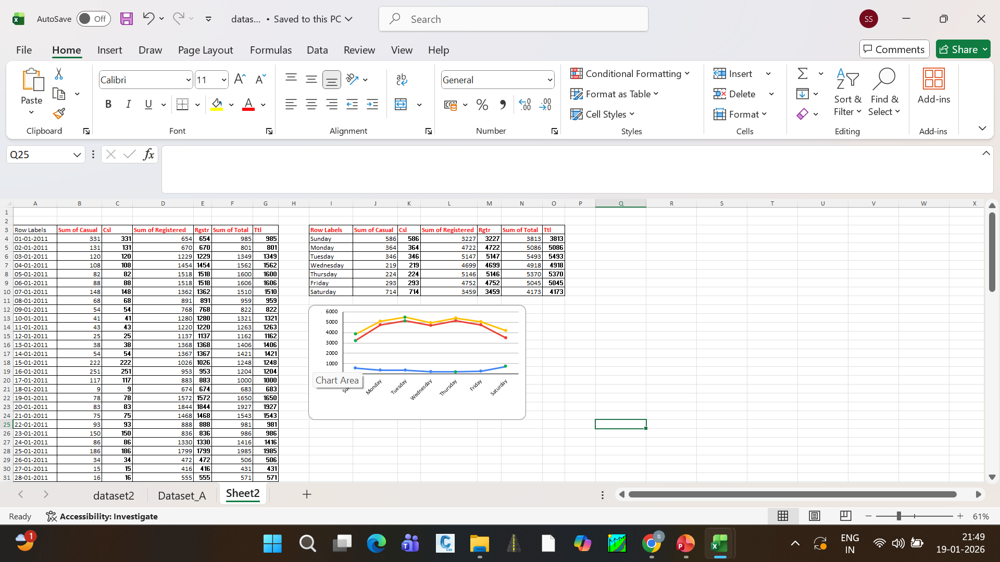 AutoSave Off datas... • Saved to this PC Search SS
File Home Insert Draw Page Layout Formulas Data Review View Help Comments Share
Paste Calibri 11 General Conditional Formatting Insert Sort & Filter Find & Select Add-ins
B I U ab % Format as Table Delete
Cell Styles Format
Clipboard Font Alignment Number Styles Cells Editing Add-ins
Q25 fx
A B C D E F G H I J K L M N O P Q R S T U V W X
1
2
3 Row Labels Sum of Casual Csl Sum of Registered Rgstr Sum of Total Ttl Row Labels Sum of Casual Csl Sum of Registered Rgtr Sum of Total Ttl
4 01-01-2011 331 331 654 654 985 985 Sunday 586 586 3227 3227 3813 3813
5 02-01-2011 131 131 670 670 801 801 Monday 364 364 4722 4722 5086 5086
6 03-01-2011 120 120 1229 1229 1349 1349 Tuesday 346 346 5147 5147 5493 5493
7 04-01-2011 108 108 1454 1454 1562 1562 Wednesday 219 219 4699 4699 4918 4918
8 05-01-2011 82 82 1518 1518 1600 1600 Thursday 224 224 5146 5146 5370 5370
9 06-01-2011 88 88 1518 1518 1606 1606 Friday 293 293 4752 4752 5045 5045
10 07-01-2011 148 148 1362 1362 1510 1510 Saturday 714 714 3459 3459 4173 4173
11 08-01-2011 68 68 891 891 959 959
12 09-01-2011 54 54 768 768 822 822
13 10-01-2011 41 41 1280 1280 1321 1321
14 11-01-2011 43 43 1220 1220 1263 1263
15 12-01-2011 25 25 1137 1137 1162 1162
16 13-01-2011 38 38 1368 1368 1406 1406
17 14-01-2011 54 54 1367 1367 1421 1421
18 15-01-2011 222 222 1026 1026 1248 1248
19 16-01-2011 251 251 953 953 1204 1204
20 17-01-2011 117 117 883 883 1000 1000
21 18-01-2011 9 9 674 674 683 683
22 19-01-2011 78 78 1572 1572 1650 1650
23 20-01-2011 83 83 1844 1844 1927 1927
24 21-01-2011 75 75 1468 1468 1543 1543
25 22-01-2011 93 93 888 888 981 981
26 23-01-2011 150 150 836 836 986 986
27 24-01-2011 86 86 1330 1330 1416 1416
28 25-01-2011 186 186 1799 1799 1985 1985
29 26-01-2011 34 34 472 472 506 506
30 27-01-2011 15 15 416 416 431 431
31 28-01-2011 16 16 555 555 571 571
6000
5000
4000
3000
2000
1000
Chart Area
Monday Tuesday Wednesday Thursday Friday Saturday
dataset2 Dataset_A Sheet2
Ready Accessibility: Investigate 61%
1 ENG 21:49
IN 19-01-2026